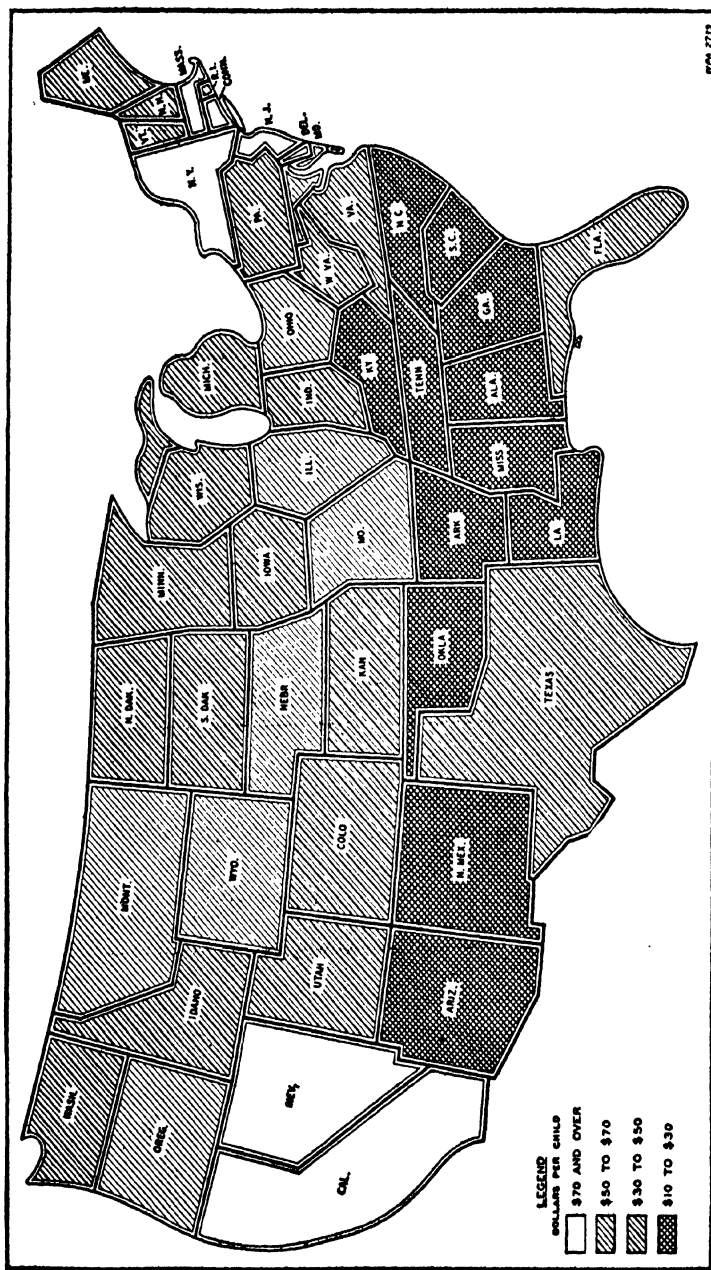 WASH.
OREG.
CAL.
NEV.
IDAHO
MONT.
WYO.
UTAH
COLO
ARIZ.
N. MEX.
N. DAK.
S. DAK
NEBR
KAN
OKLA
TEXAS
MINN.
IOWA
MO.
ARK
LA
WIS.
ILL.
MICH.
IND.
OHIO
KY
TENN
MISS
ALA.
GA.
FLA.
S.C.
N.C
VA.
W VA.
PA.
N.Y.
VT.
N.H.
ME.
MASS.
R.I.
CONN.
N.J.
DEL.
MD.
LEGEND
DOLLARS PER CHILD
$70 AND OVER
$50 TO $70
$30 TO $50
$10 TO $30